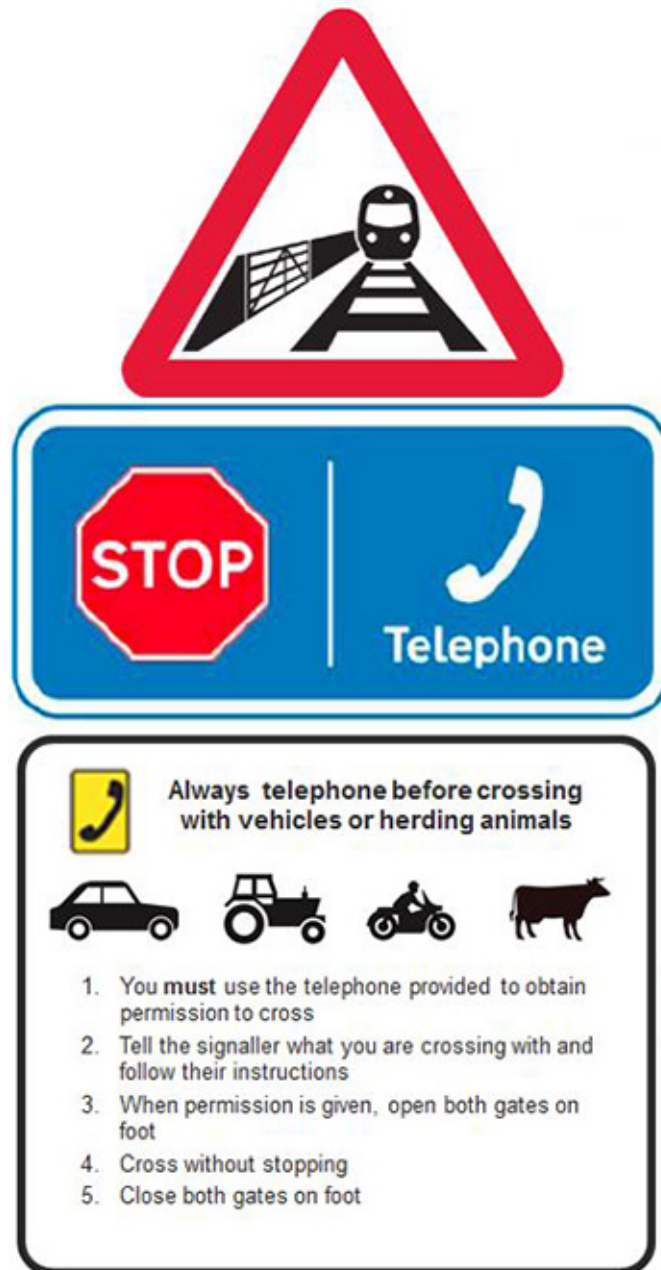 STOP
Telephone
Always telephone before crossing
with vehicles or herding animals
1. You must use the telephone provided to obtain
permission to cross
2. Tell the signaller what you are crossing with and
follow their instructions
3. When permission is given, open both gates on
foot
4. Cross without stopping
5. Close both gates on foot